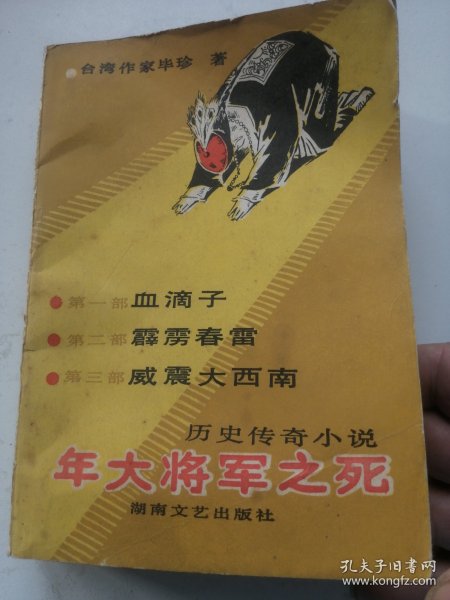 台湾作家毕珍 著
第一部 血滴子
第二部 霹雳春雷
第三部 威震大西南
历史传奇小说
年大将军之死
湖南文艺出版社
孔夫子旧书网
www.kongfz.com